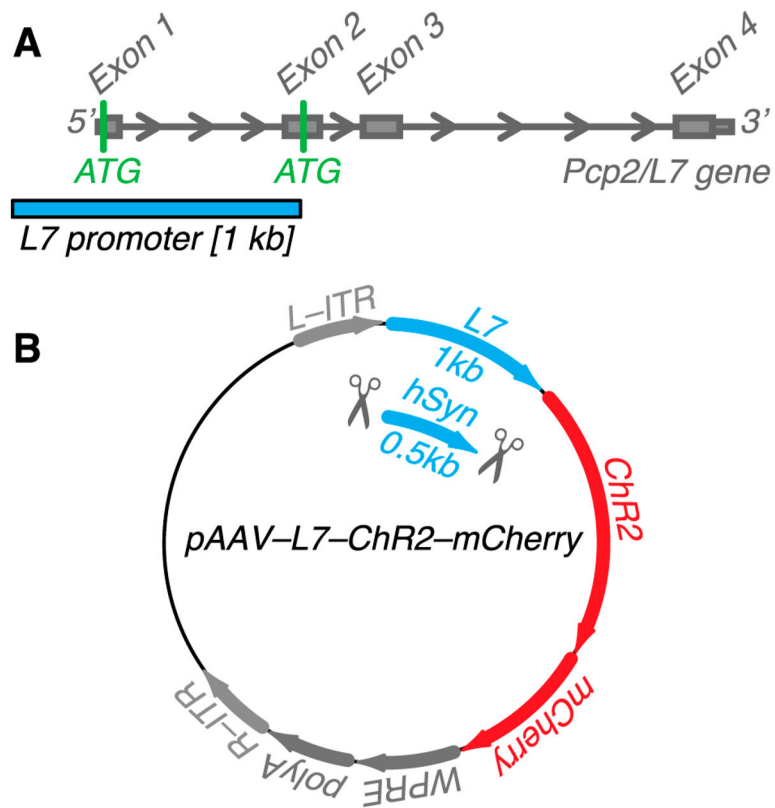 A
Exon 1
Exon 2
Exon 3
Exon 4
5’
3’
ATG
ATG
Pcp2/L7 gene
L7 promoter [1 kb]
B
L–ITR
L7
1kb
hSyn
0.5kb
ChR2
pAAV–L7–ChR2–mCherry
mCherry
WPRE
polyA
R–ITR